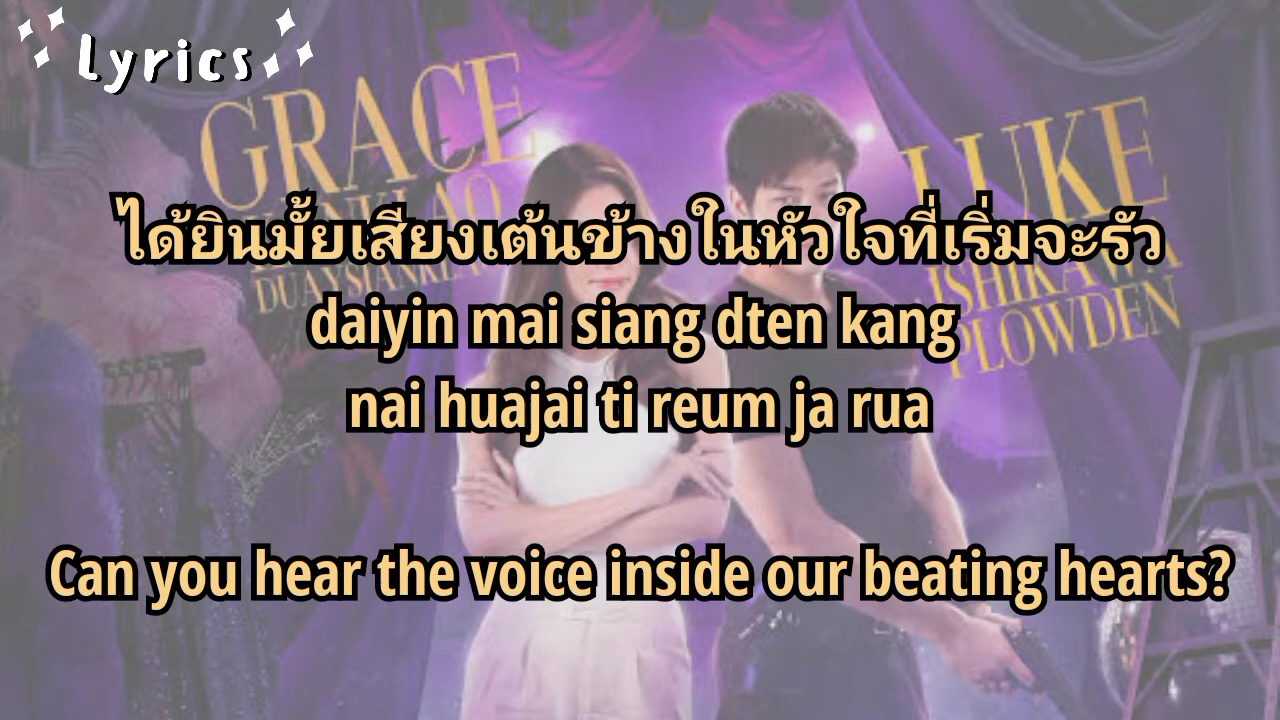 Lyrics
GRACE
LUKE
ได้ยินมั้ยเสียงเต้นข้างในหัวใจที่เริ่มจะรัว
ISHIKAWA
PLOWDEN
daiyin mai siang dten kang
nai huajai ti reum ja rua
Can you hear the voice inside our beating hearts?